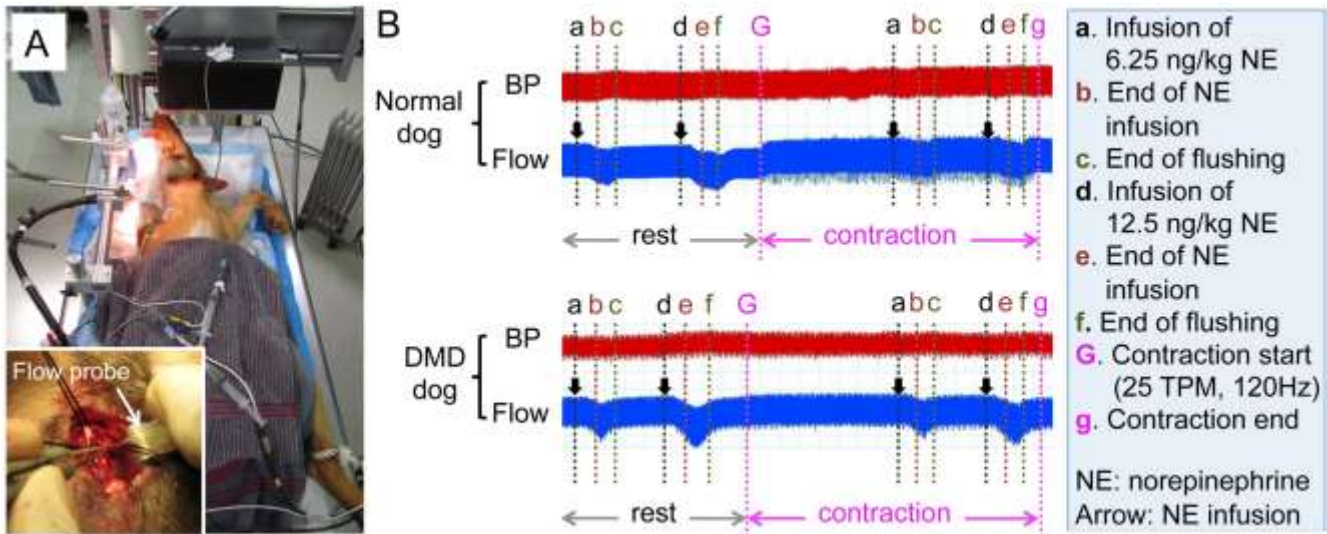 A
Flow probe
B
a b c d e f G a b c d e f g
Normal dog
BP
Flow
rest
contraction
a b c d e f G a b c d e f g
DMD dog
BP
Flow
rest
contraction
a. Infusion of
6.25 ng/kg NE
b. End of NE
infusion
c. End of flushing
d. Infusion of
12.5 ng/kg NE
e. End of NE
infusion
f. End of flushing
G. Contraction start
(25 TPM, 120Hz)
g. Contraction end
NE: norepinephrine
Arrow: NE infusion